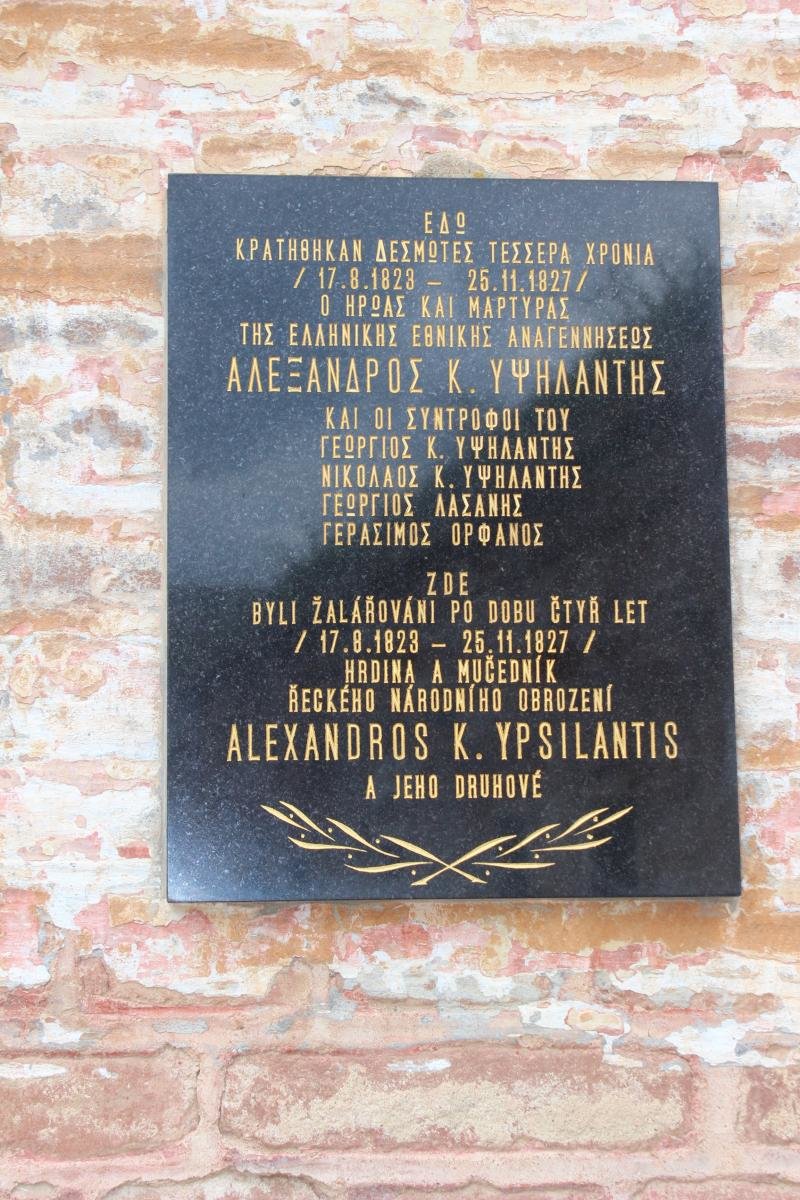 ΕΔΩ
ΚΡΑΤΗΘΗΚΑΝ ΔΕΣΜΩΤΕΣ ΤΕΣΣΕΡΑ ΧΡΟΝΙΑ
/ 17.8.1823 – 25.11.1827/
Ο ΗΡΩΑΣ ΚΑΙ ΜΑΡΤΥΡΑΣ
ΤΗΣ ΕΛΛΗΝΙΚΗΣ ΕΘΝΙΚΗΣ ΑΝΑΓΕΝΝΗΣΕΩΣ
ΑΛΕΞΑΝΔΡΟΣ Κ. ΥΨΗΛΑΝΤΗΣ
ΚΑΙ ΟΙ ΣΥΝΤΡΟΦΟΙ ΤΟΥ
ΓΕΩΡΓΙΟΣ Κ. ΥΨΗΛΑΝΤΗΣ
ΝΙΚΟΛΑΟΣ Κ. ΥΨΗΛΑΝΤΗΣ
ΓΕΩΡΓΙΟΣ ΛΑΣΑΝΗΣ
ΓΕΡΑΣΙΜΟΣ ΟΡΦΑΝΟΣ
ZDE
BYLI ŽALÁŘOVÁNI PO DOBU ČTYŘ LET
/ 17.8.1823 – 25.11.1827 /
HRDINA A MUČEDNÍK
ŘECKÉHO NÁRODNÍHO OBROZENÍ
ALEXANDROS K. YPSILANTIS
A JEHO DRUHOVÉ